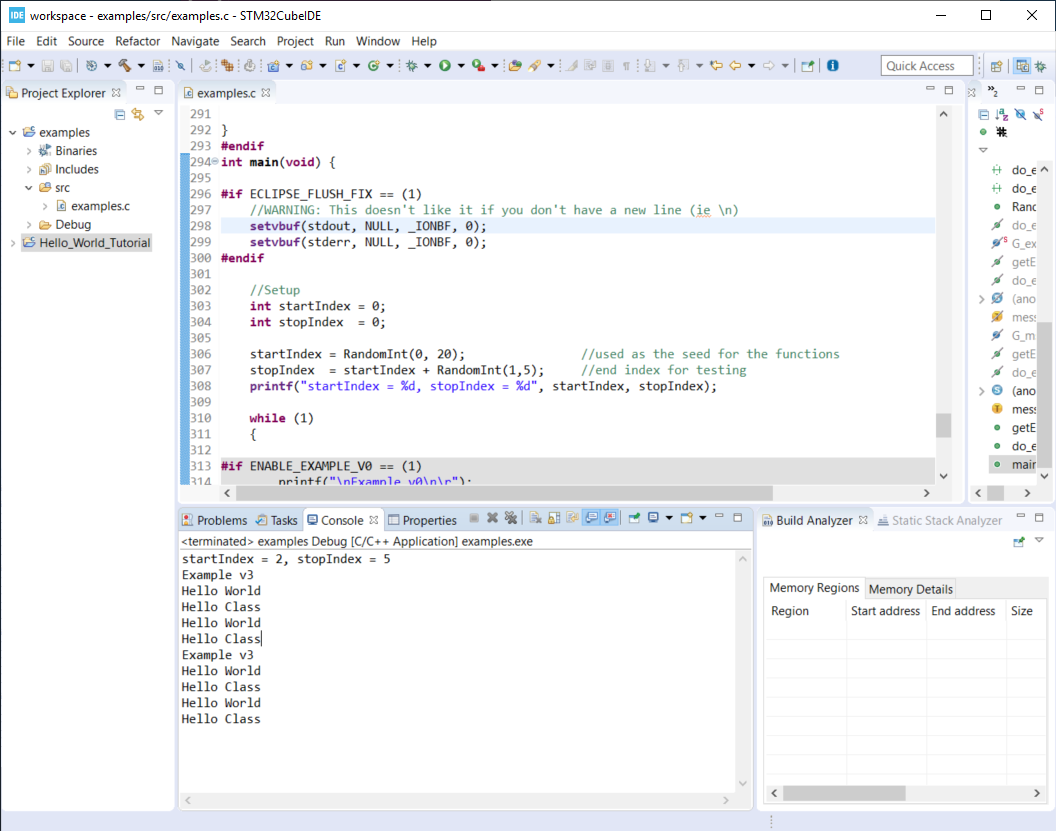 IDE workspace - examples/src/examples.c - STM32CubeIDE
File Edit Source Refactor Navigate Search Project Run Window Help
Quick Access
Project Explorer
examples
Binaries
Includes
src
examples.c
Debug
Hello_World_Tutorial
examples.c
291
292 }
293 #endif
294 int main(void) {
295
296 #if ECLIPSE_FLUSH_FIX == (1)
297 //WARNING: This doesn't like it if you don't have a new line (ie \n)
298 setvbuf(stdout, NULL, _IONBF, 0);
299 setvbuf(stderr, NULL, _IONBF, 0);
300 #endif
301
302 //Setup
303 int startIndex = 0;
304 int stopIndex  = 0;
305
306 startIndex = RandomInt(0, 20); //used as the seed for the functions
307 stopIndex  = startIndex + RandomInt(1,5); //end index for testing
308 printf("startIndex = %d, stopIndex = %d", startIndex, stopIndex);
309
310 while (1)
311 {
312
313 #if ENABLE_EXAMPLE_V0 == (1)
314 printf("\nExample v0\n\r");
2
do_e
do_e
Ranc
do_e
G_ex
getE
do_e
(ano
mess
G_m
getE
do_e
(ano
mess
getE
do_e
main
Problems Tasks Console Properties
<terminated> examples Debug [C/C++ Application] examples.exe
startIndex = 2, stopIndex = 5
Example v3
Hello World
Hello Class
Hello World
Hello Class
Example v3
Hello World
Hello Class
Hello World
Hello Class
Build Analyzer Static Stack Analyzer
Memory Regions Memory Details
Region Start address End address Size